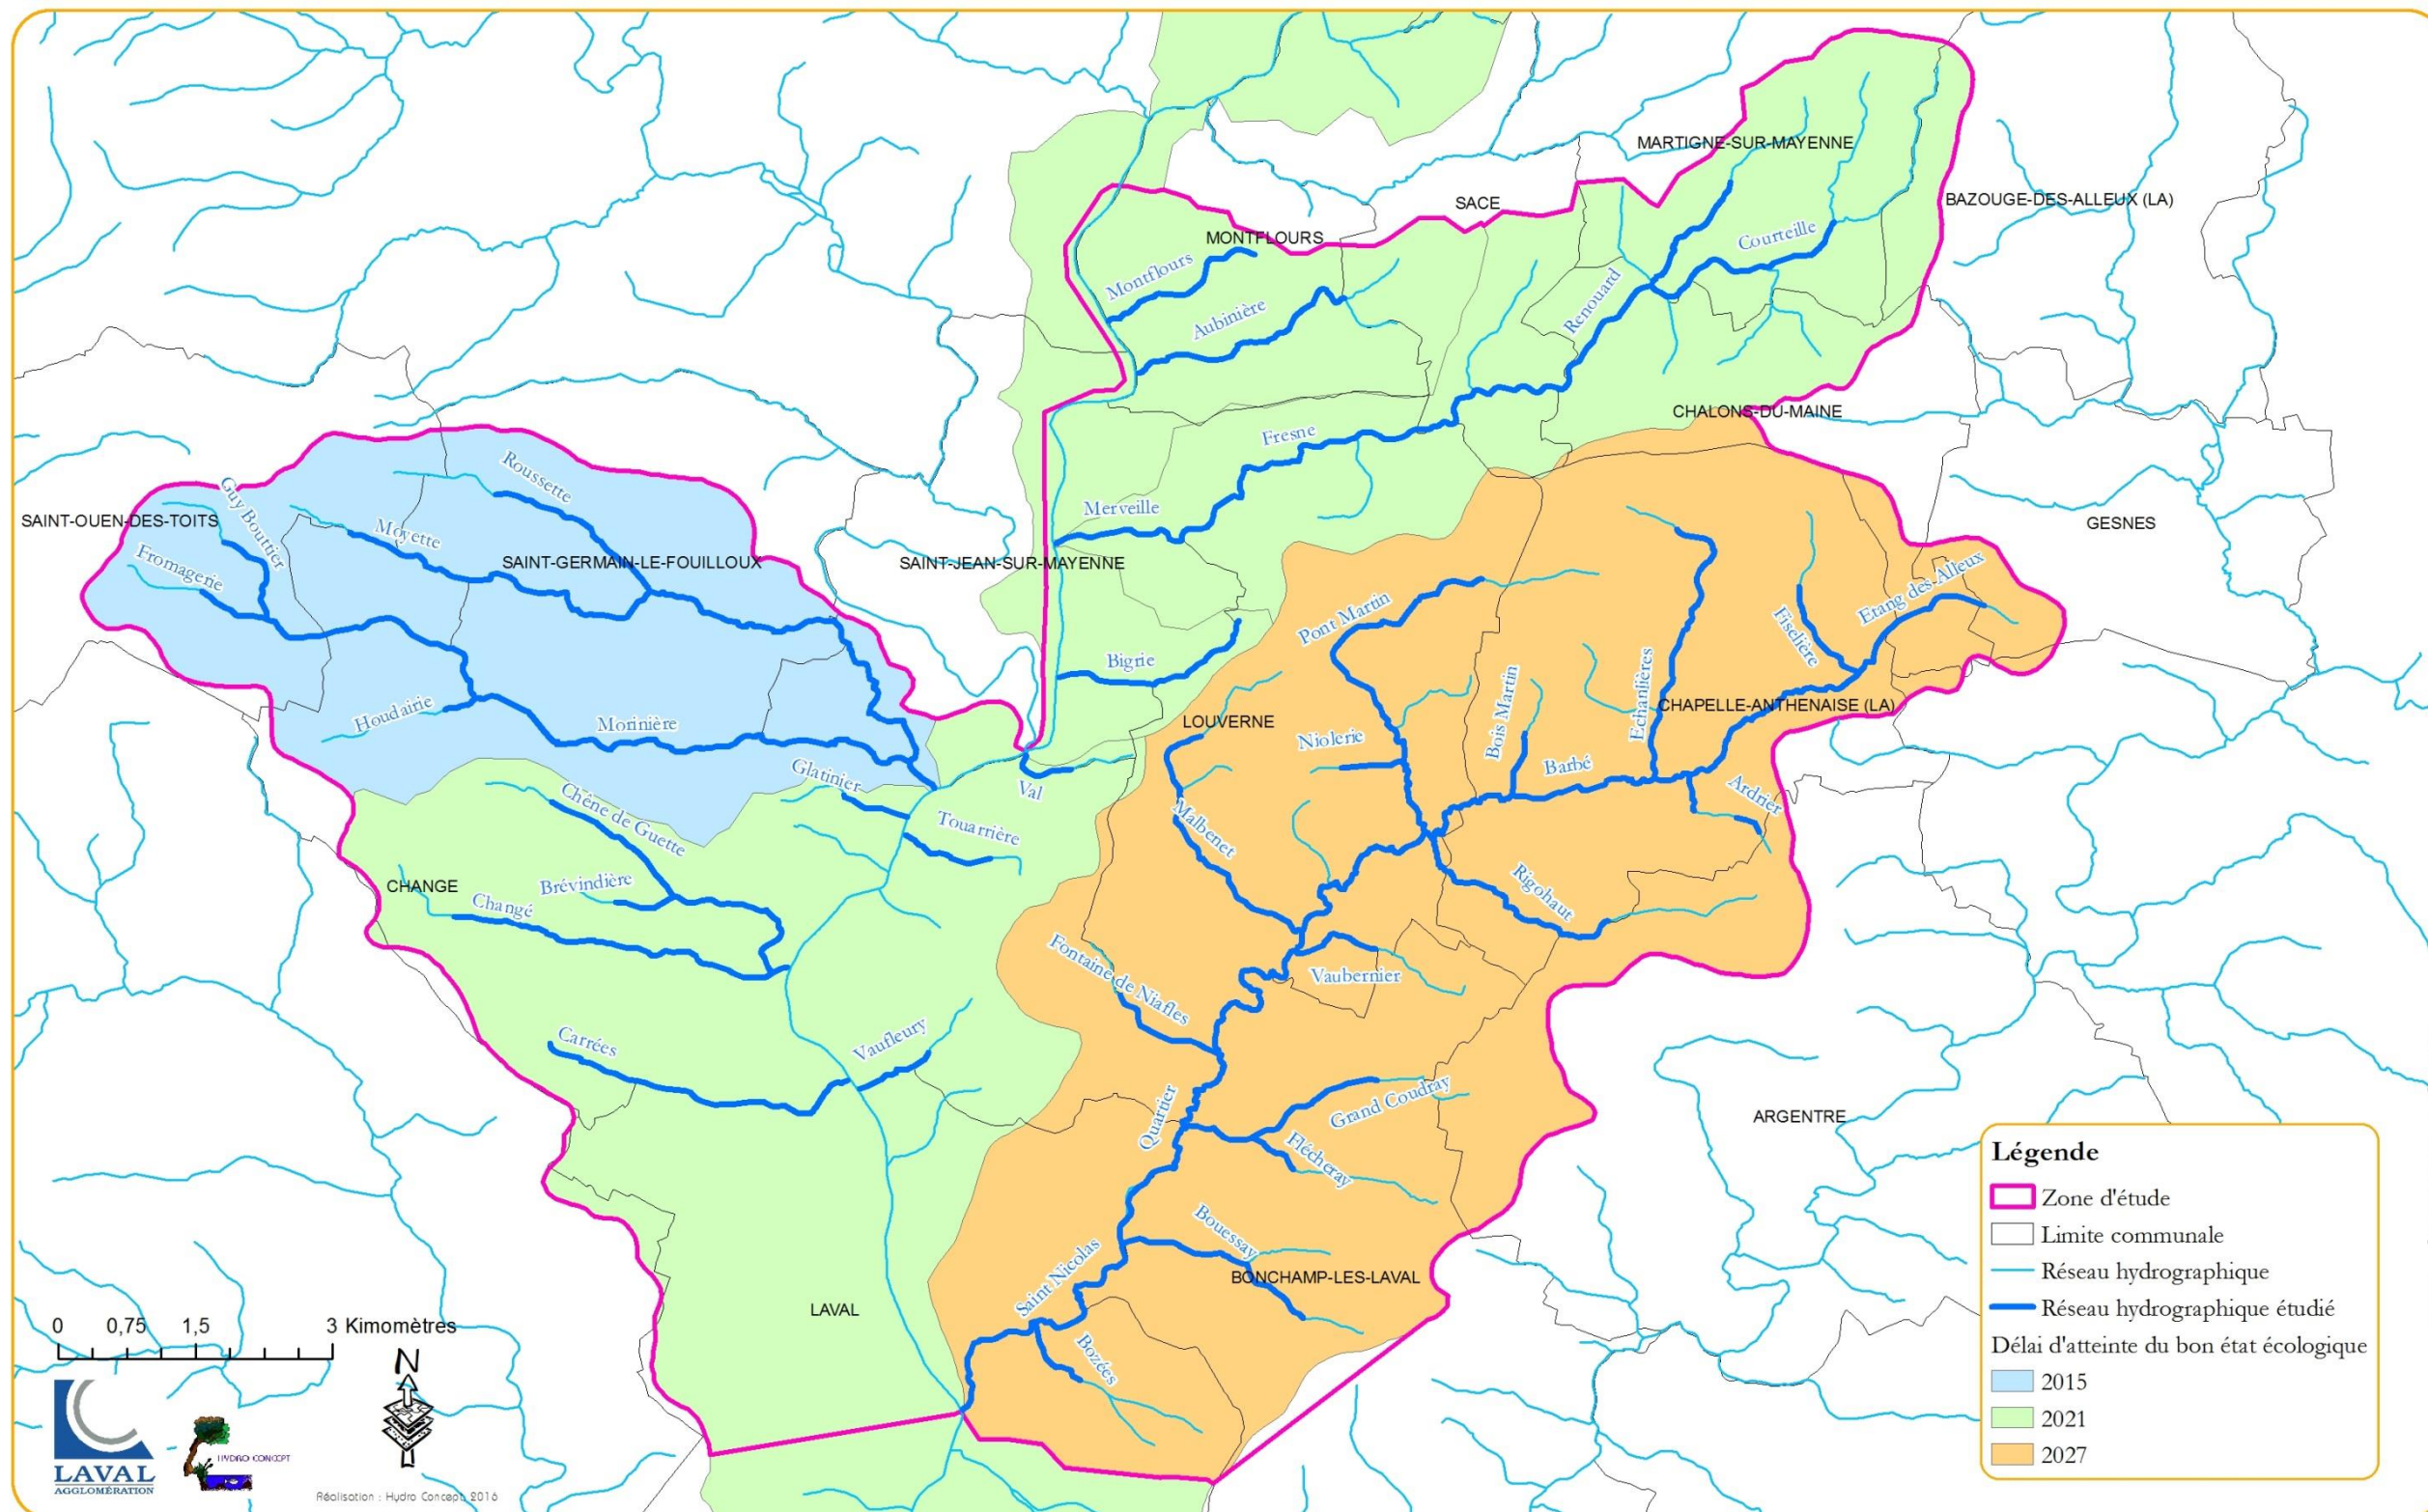 MARTIGNE-SUR-MAYENNE
BAZOUGE-DES-ALLEUX (LA)
SACE
MONTFLOURS
Montflours
Courteille
Aubinière
Renouard
CHALONS-DU-MAINE
Fresne
Roussette
Guy Bouttier
SAINT-OUEN-DES-TOITS
Moyette
Merveille
GESNES
Fromagerie
SAINT-GERMAIN-LE-FOUILLOUX
SAINT-JEAN-SUR-MAYENNE
Etang des Alleux
Pont Martin
Fiselière
Bigrie
Echanlières
CHAPELLE-ANTHENAISE (LA)
Houdairie
Morinière
LOUVERNE
Bois Martin
Niolerie
Barbé
Glatinier
Val
Ardrier
Chêne de Guette
Touarrière
Malbenet
CHANGE
Brévindière
Changé
Rigohaut
Fontaine de Niafles
Vaubernier
Carrées
Vaufleury
Grand Coudray
Quartier
Flécheray
ARGENTRE
Bouessay
Saint Nicolas
BONCHAMP-LES-LAVAL
LAVAL
Bozées
0 0,75 1,5 3 Kimomètres
N
LAVAL
AGGLOMÉRATION
HYDRO CONCEPT
Réalisation : Hydro Concept 2016
Légende
Zone d'étude
Limite communale
Réseau hydrographique
Réseau hydrographique étudié
Délai d'atteinte du bon état écologique
2015
2021
2027